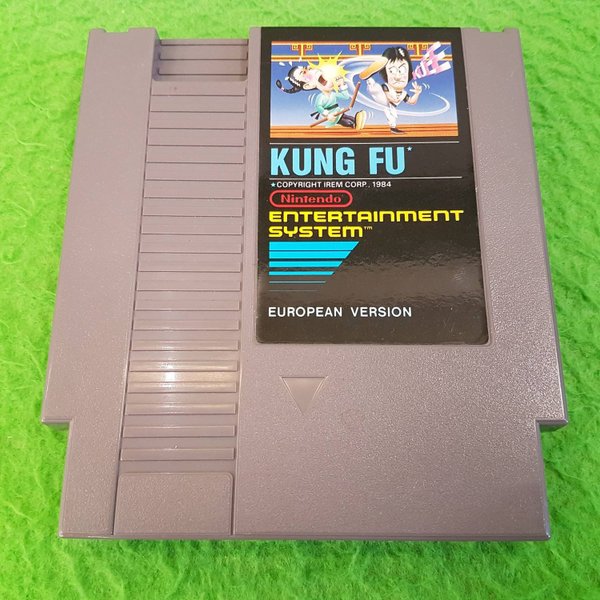 KUNG FU*
*COPYRIGHT IREM CORP. 1984
Nintendo
ENTERTAINMENT
SYSTEM™
EUROPEAN VERSION